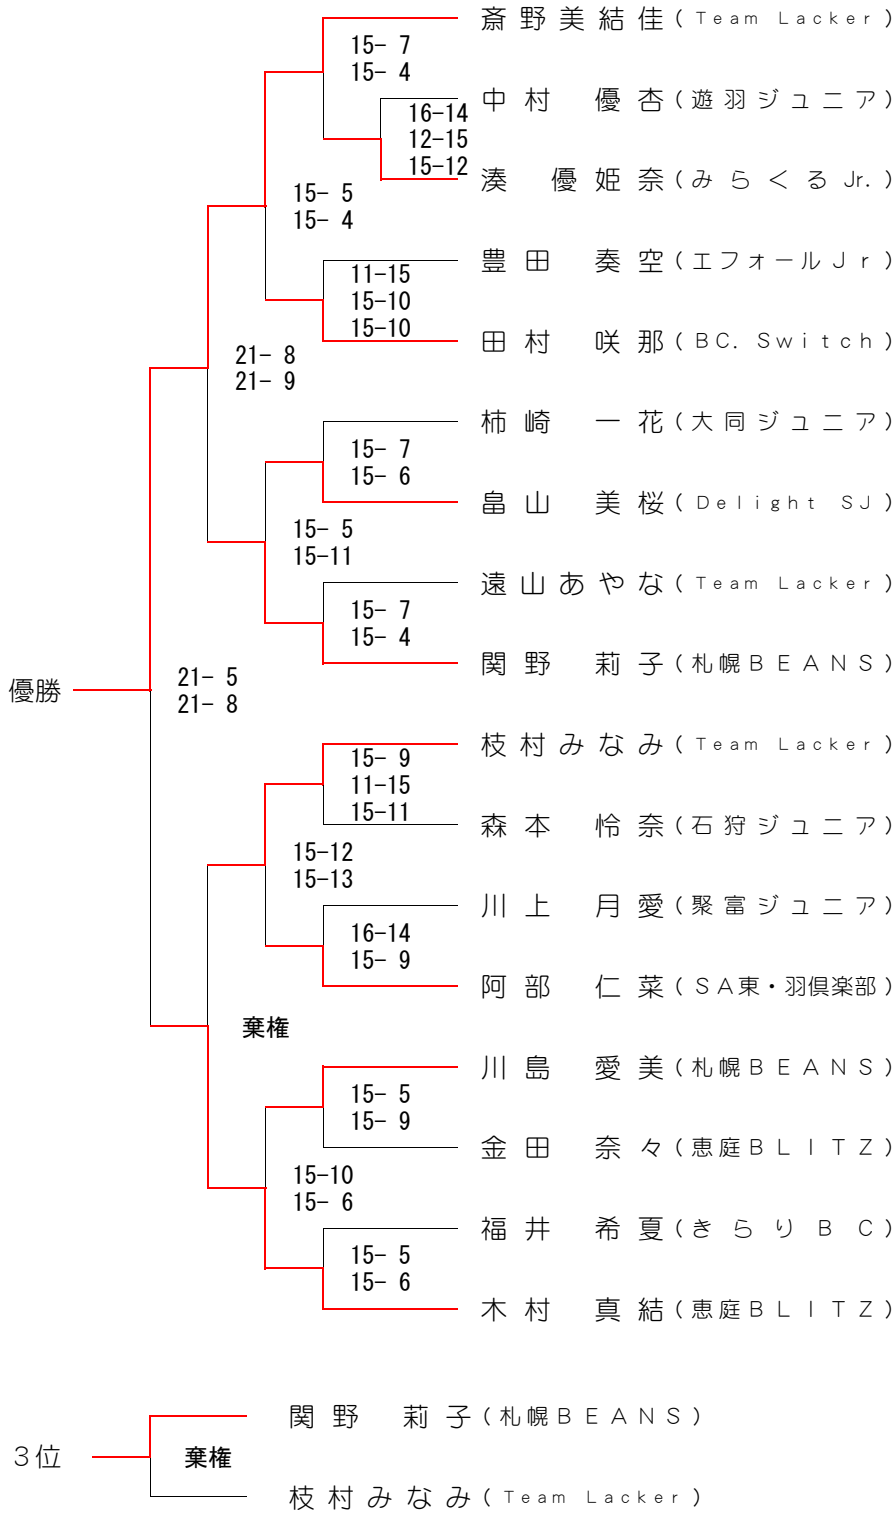 斎野美結佳(Team Lacker)
15- 7
15- 4
中村 優杏(遊羽ジュニア)
16-14
12-15
15-12
湊 優姫奈(みらくるJr.)
15- 5
15- 4
豊田 奏空(エフォールJr)
11-15
15-10
15-10
田村 咲那(BC. Switch)
21- 8
21- 9
柿崎 一花(大同ジュニア)
15- 7
15- 6
畠山 美桜(Delight SJ)
15- 5
15-11
遠山あやな(Team Lacker)
15- 7
15- 4
関野 莉子(札幌BEANS)
優勝
21- 5
21- 8
枝村みなみ(Team Lacker)
15- 9
11-15
15-11
森本 怜奈(石狩ジュニア)
15-12
15-13
川上 月愛(聚富ジュニア)
16-14
15- 9
阿部 仁菜(SA東・羽倶楽部)
棄権
川島 愛美(札幌BEANS)
15- 5
15- 9
金田 奈々(恵庭BLITZ)
15-10
15- 6
福井 希夏(きらりBC)
15- 5
15- 6
木村 真結(恵庭BLITZ)
関野 莉子(札幌BEANS)
3位
棄権
枝村みなみ(Team Lacker)